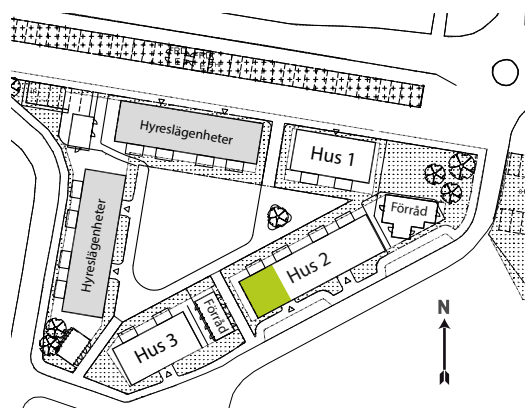 Hyreslägenheter
Hus 1
Hyreslägenheter
Förråd
Hus 2
Förråd
Hus 3
N